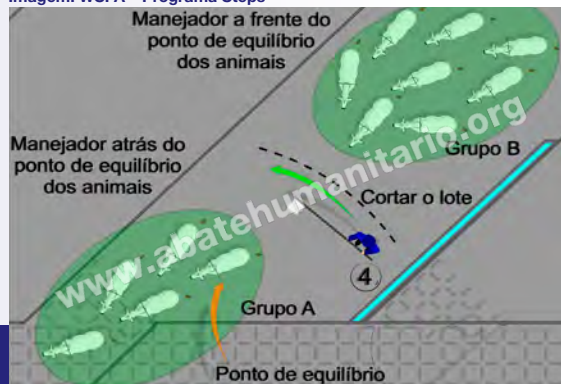 Imagem: WSPA - Programa Steps
Manejador a frente do
ponto de equilíbrio
dos animais
Manejador atrás do
ponto de equilíbrio
dos animais
Grupo B
Cortar o lote
4
Grupo A
Ponto de equilíbrio
www.abatehumanitario.org